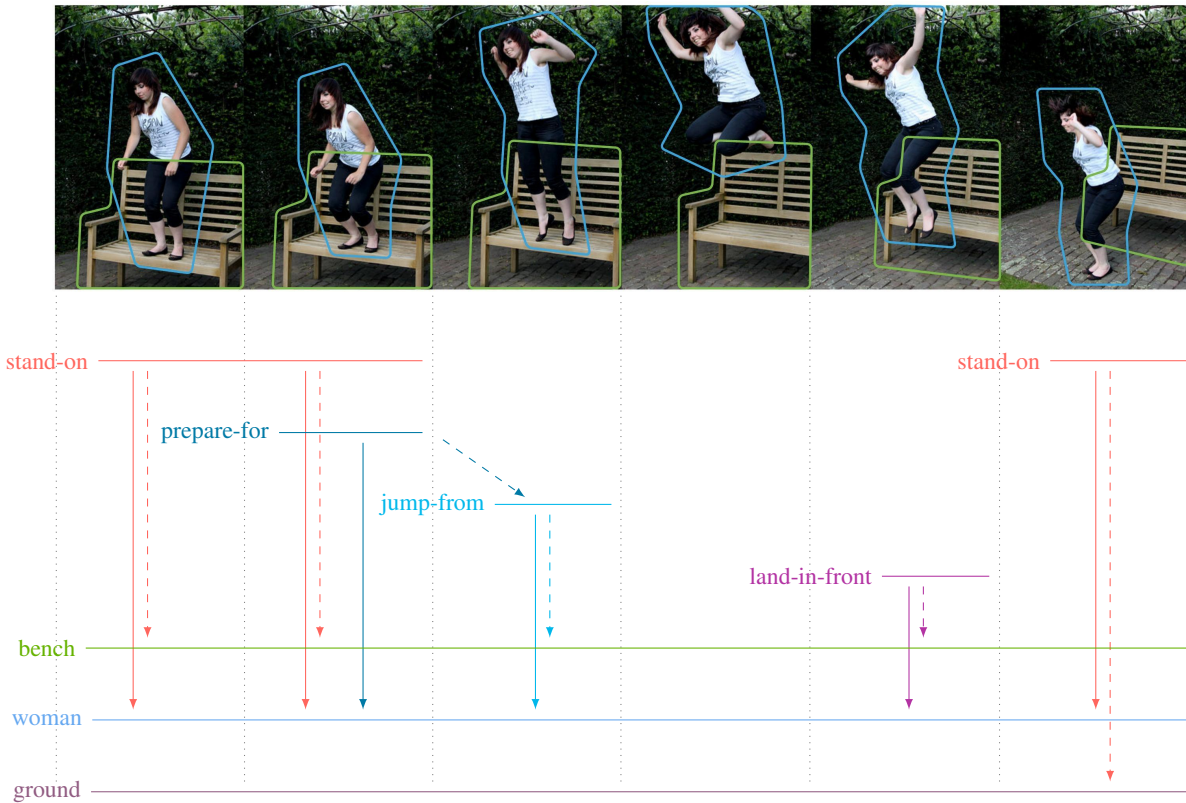 stand-on
stand-on
prepare-for
jump-from
land-in-front
bench
woman
ground